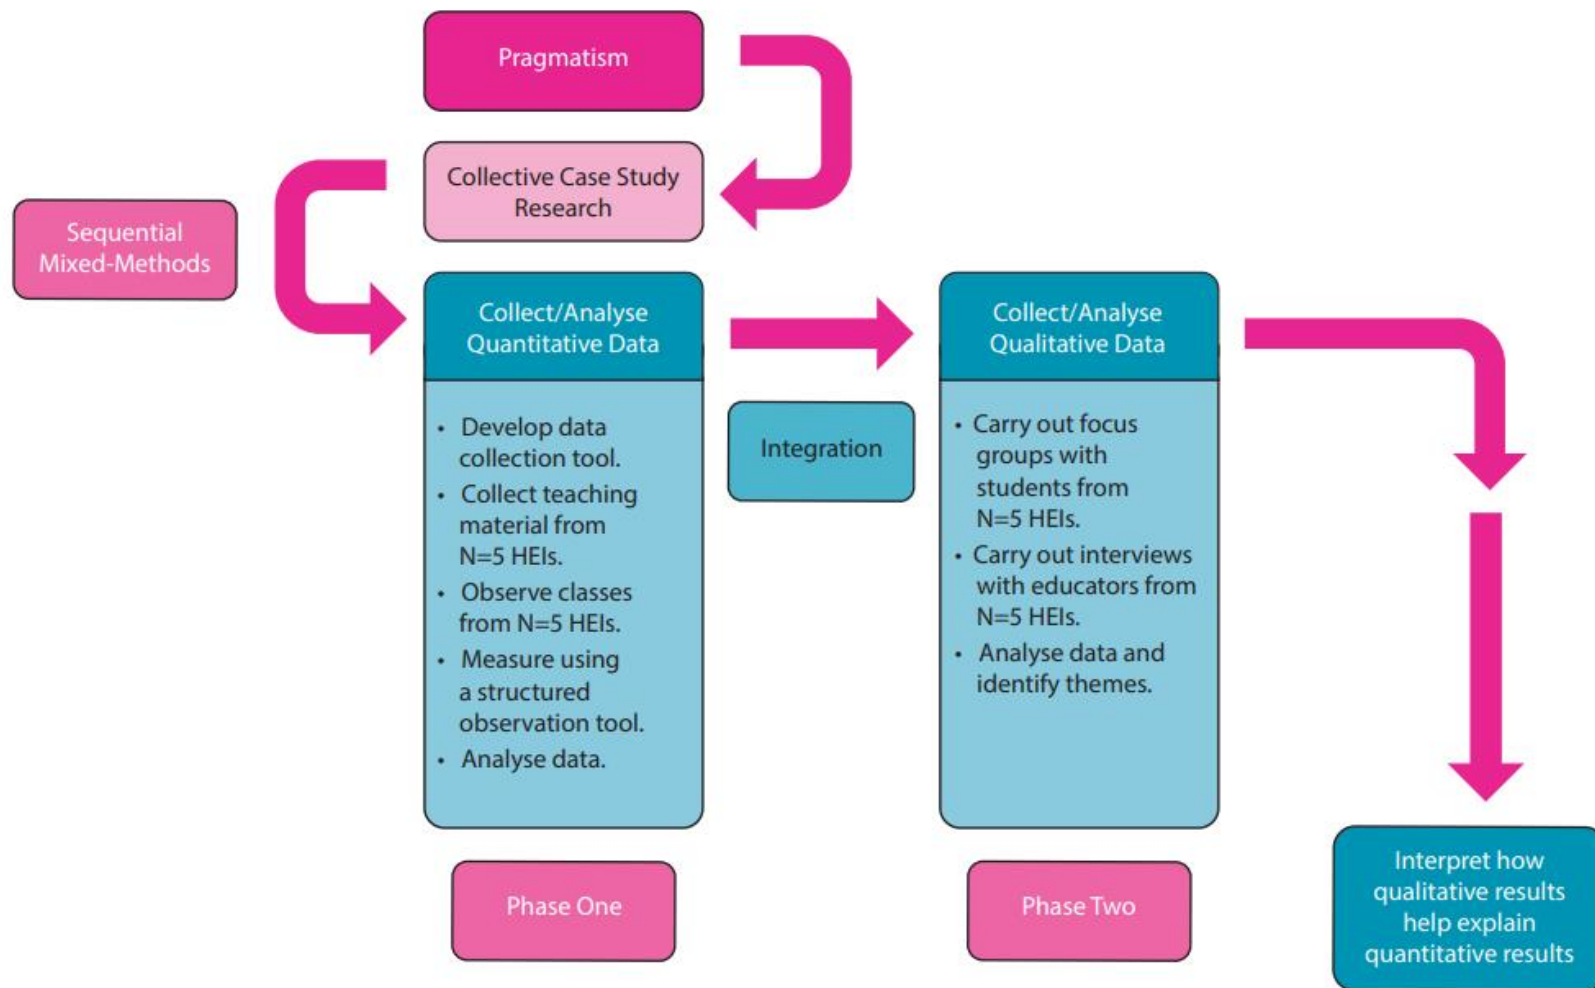 Pragmatism
Collective Case Study
Research
Sequential
Mixed-Methods
Collect/Analyse
Quantitative Data
• Develop data
collection tool.
• Collect teaching
material from
N=5 HEIs.
• Observe classes
from N=5 HEIs.
• Measure using
a structured
observation tool.
• Analyse data.
Phase One
Integration
Collect/Analyse
Qualitative Data
• Carry out focus
groups with
students from
N=5 HEIs.
• Carry out interviews
with educators from
N=5 HEIs.
• Analyse data and
identify themes.
Phase Two
Interpret how
qualitative results
help explain
quantitative results